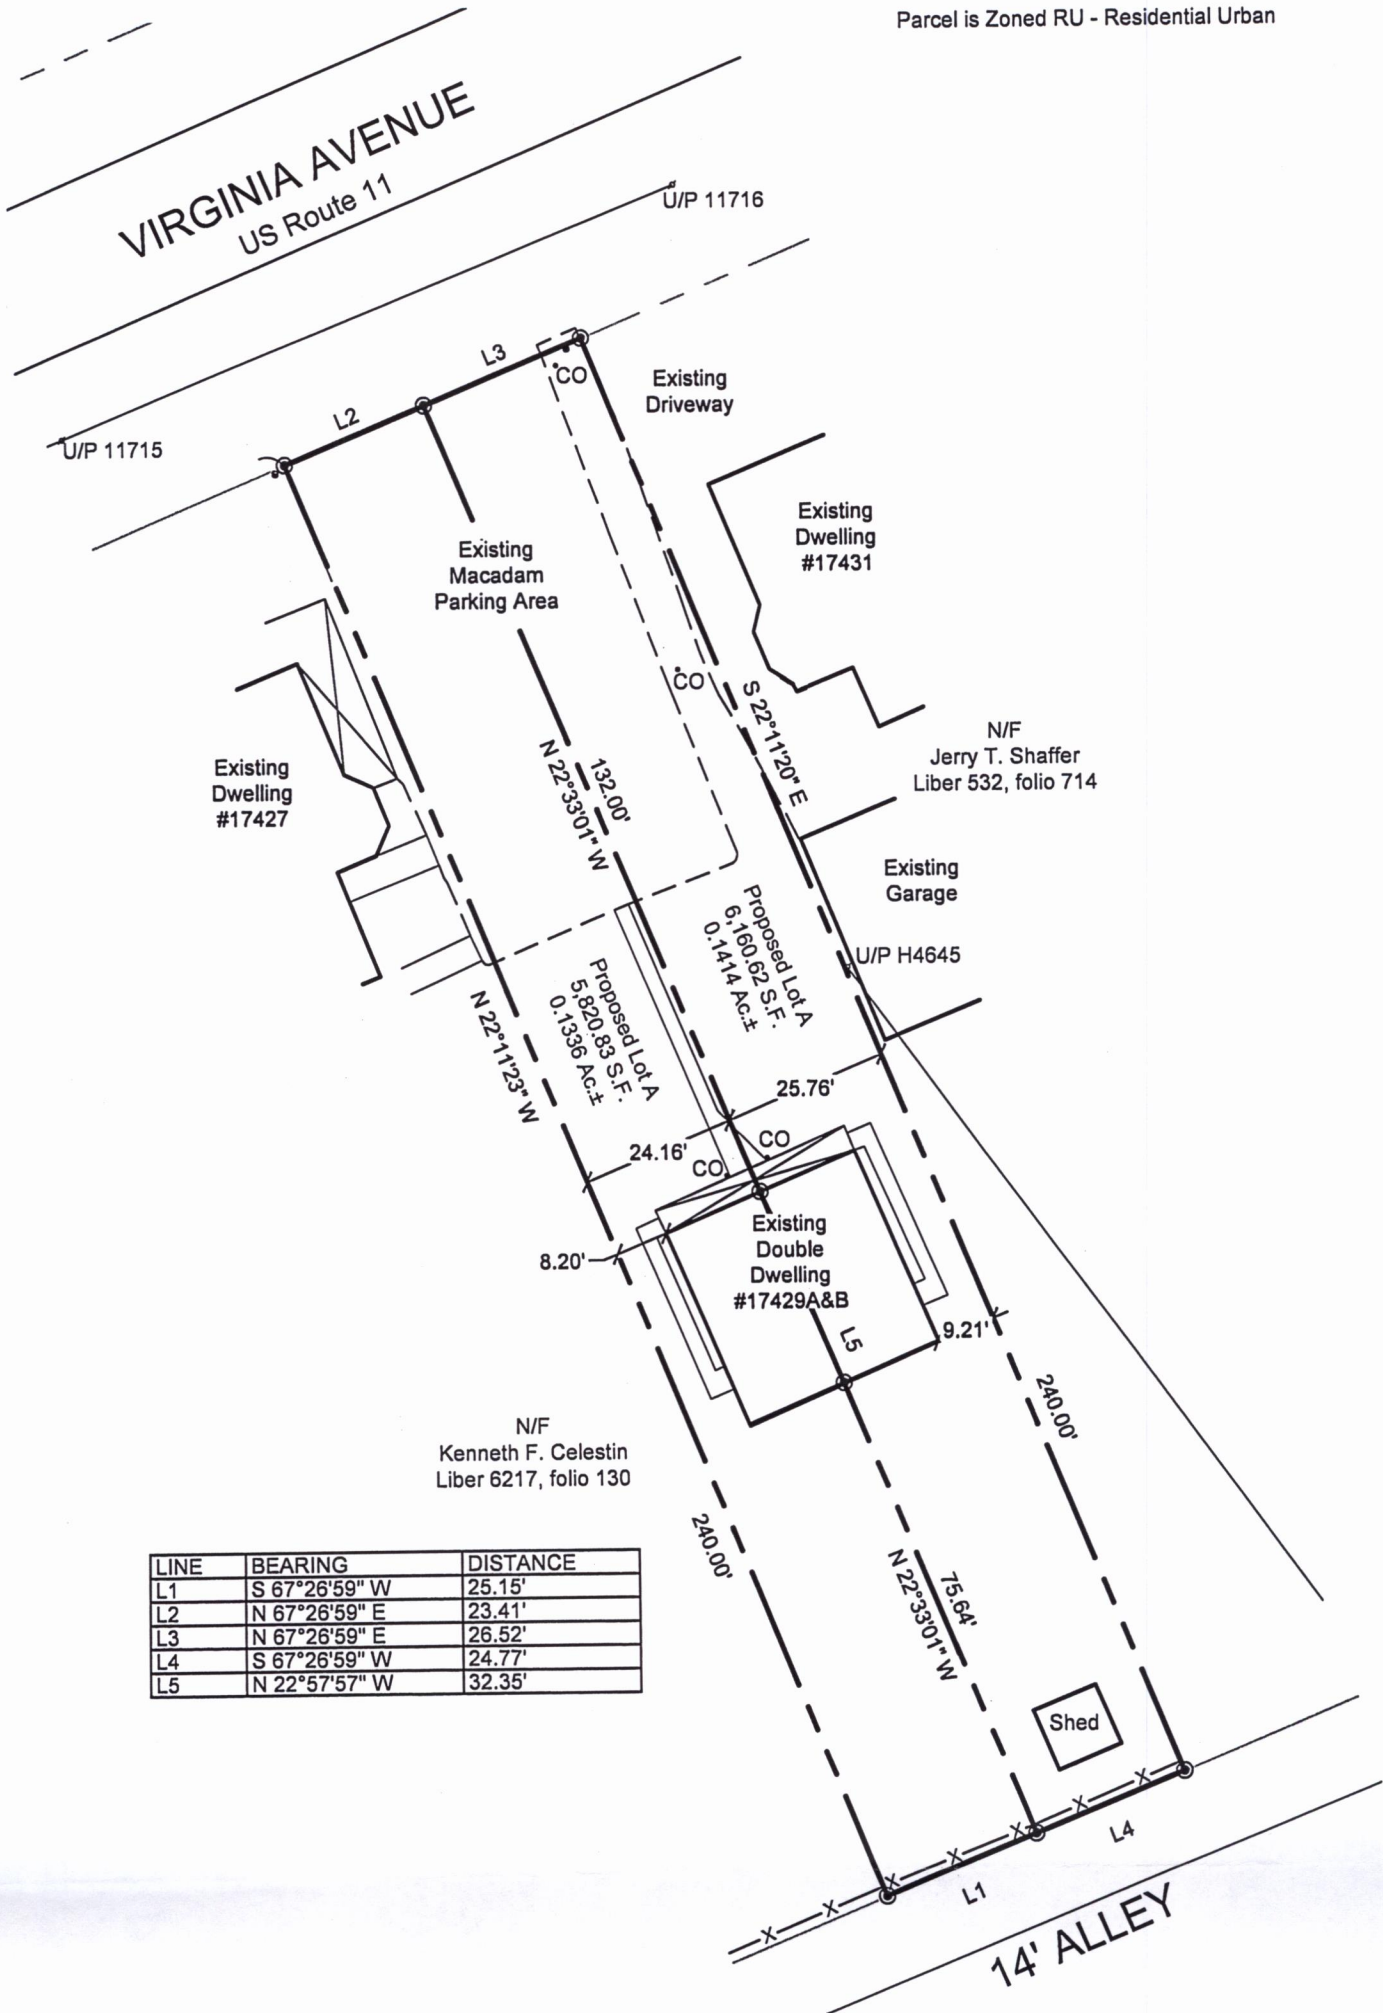 Parcel is Zoned RU - Residential Urban
VIRGINIA AVENUE
US Route 11
U/P 11716
L3
CO
Existing
Driveway
L2
U/P 11715
Existing
Dwelling
#17431
Existing
Macadam
Parking Area
CO
S 22°11'20" E
N/F
Jerry T. Shaffer
Liber 532, folio 714
132.00'
N 22°33'01" W
Existing
Dwelling
#17427
Existing
Garage
Proposed Lot A
6,160.62 S.F.
0.1414 Ac.±
U/P H4645
Proposed Lot A
5,820.83 S.F.
0.1336 Ac.±
N 22°11'23" W
25.76'
24.16'
CO
CO
8.20'
Existing
Double
Dwelling
#17429A&B
L5
9.21'
240.00'
N/F
Kenneth F. Celestin
Liber 6217, folio 130
240.00'
75.64'
N 22°33'01" W
LINE BEARING DISTANCE
L1 S 67°26'59" W 25.15'
L2 N 67°26'59" E 23.41'
L3 N 67°26'59" E 26.52'
L4 S 67°26'59" W 24.77'
L5 N 22°57'57" W 32.35'
Shed
L4
L1
14' ALLEY